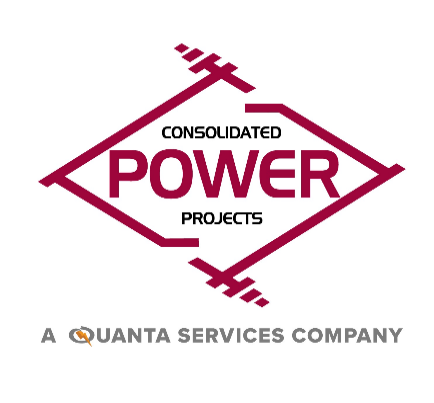 CONSOLIDATED
POWER
PROJECTS
A QUANTA SERVICES COMPANY